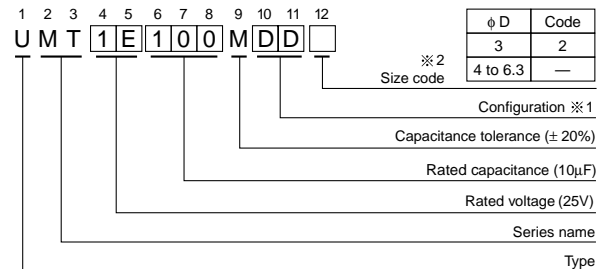 1 2 3 4 5 6 7 8 9 10 11 12
U M T 1 E 1 0 0 M D D
φ D Code
3 2
4 to 6.3 —
※2
Size code
Configuration ※1
Capacitance tolerance (± 20%)
Rated capacitance (10μF)
Rated voltage (25V)
Series name
Type